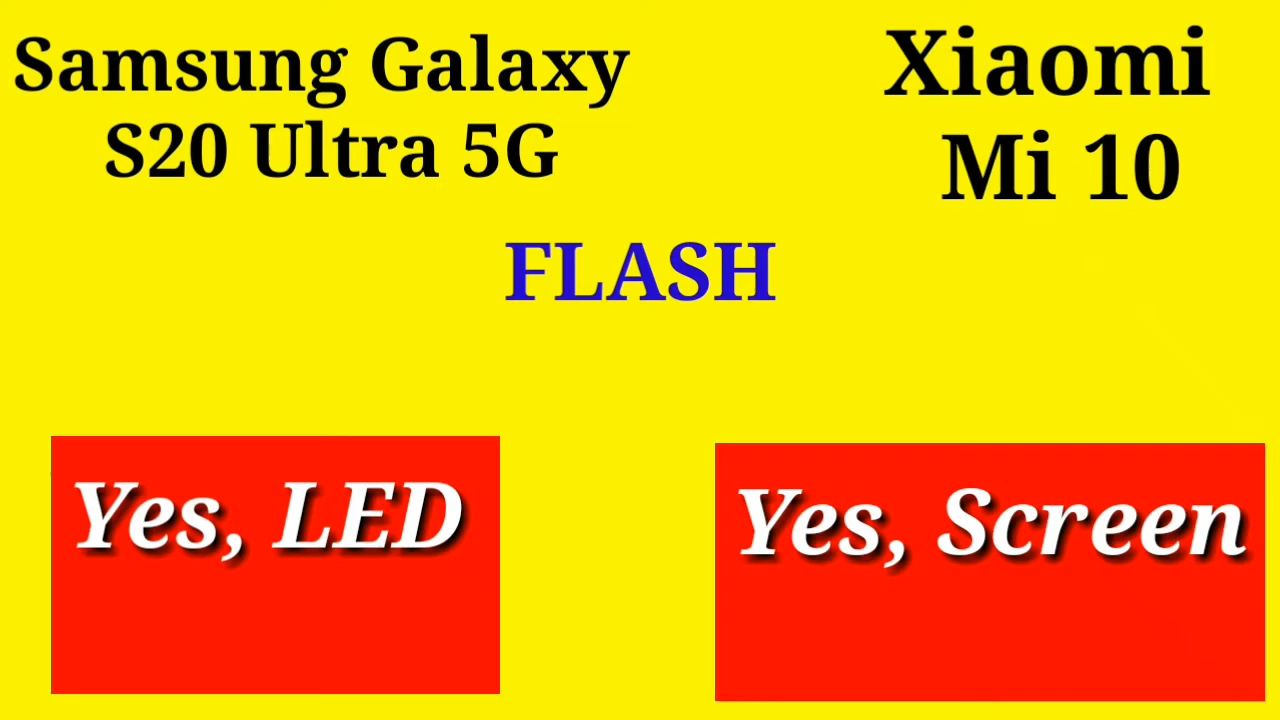 Samsung Galaxy
S20 Ultra 5G
Xiaomi
Mi 10
FLASH
Yes, LED
Yes, Screen